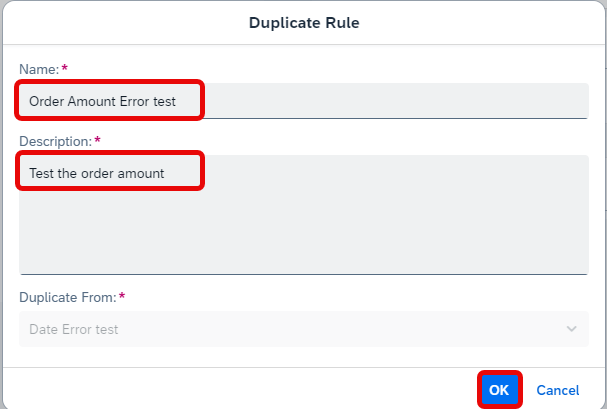 Duplicate Rule
Name:*
Order Amount Error test
Description:*
Test the order amount
Duplicate From:*
Date Error test
OK Cancel